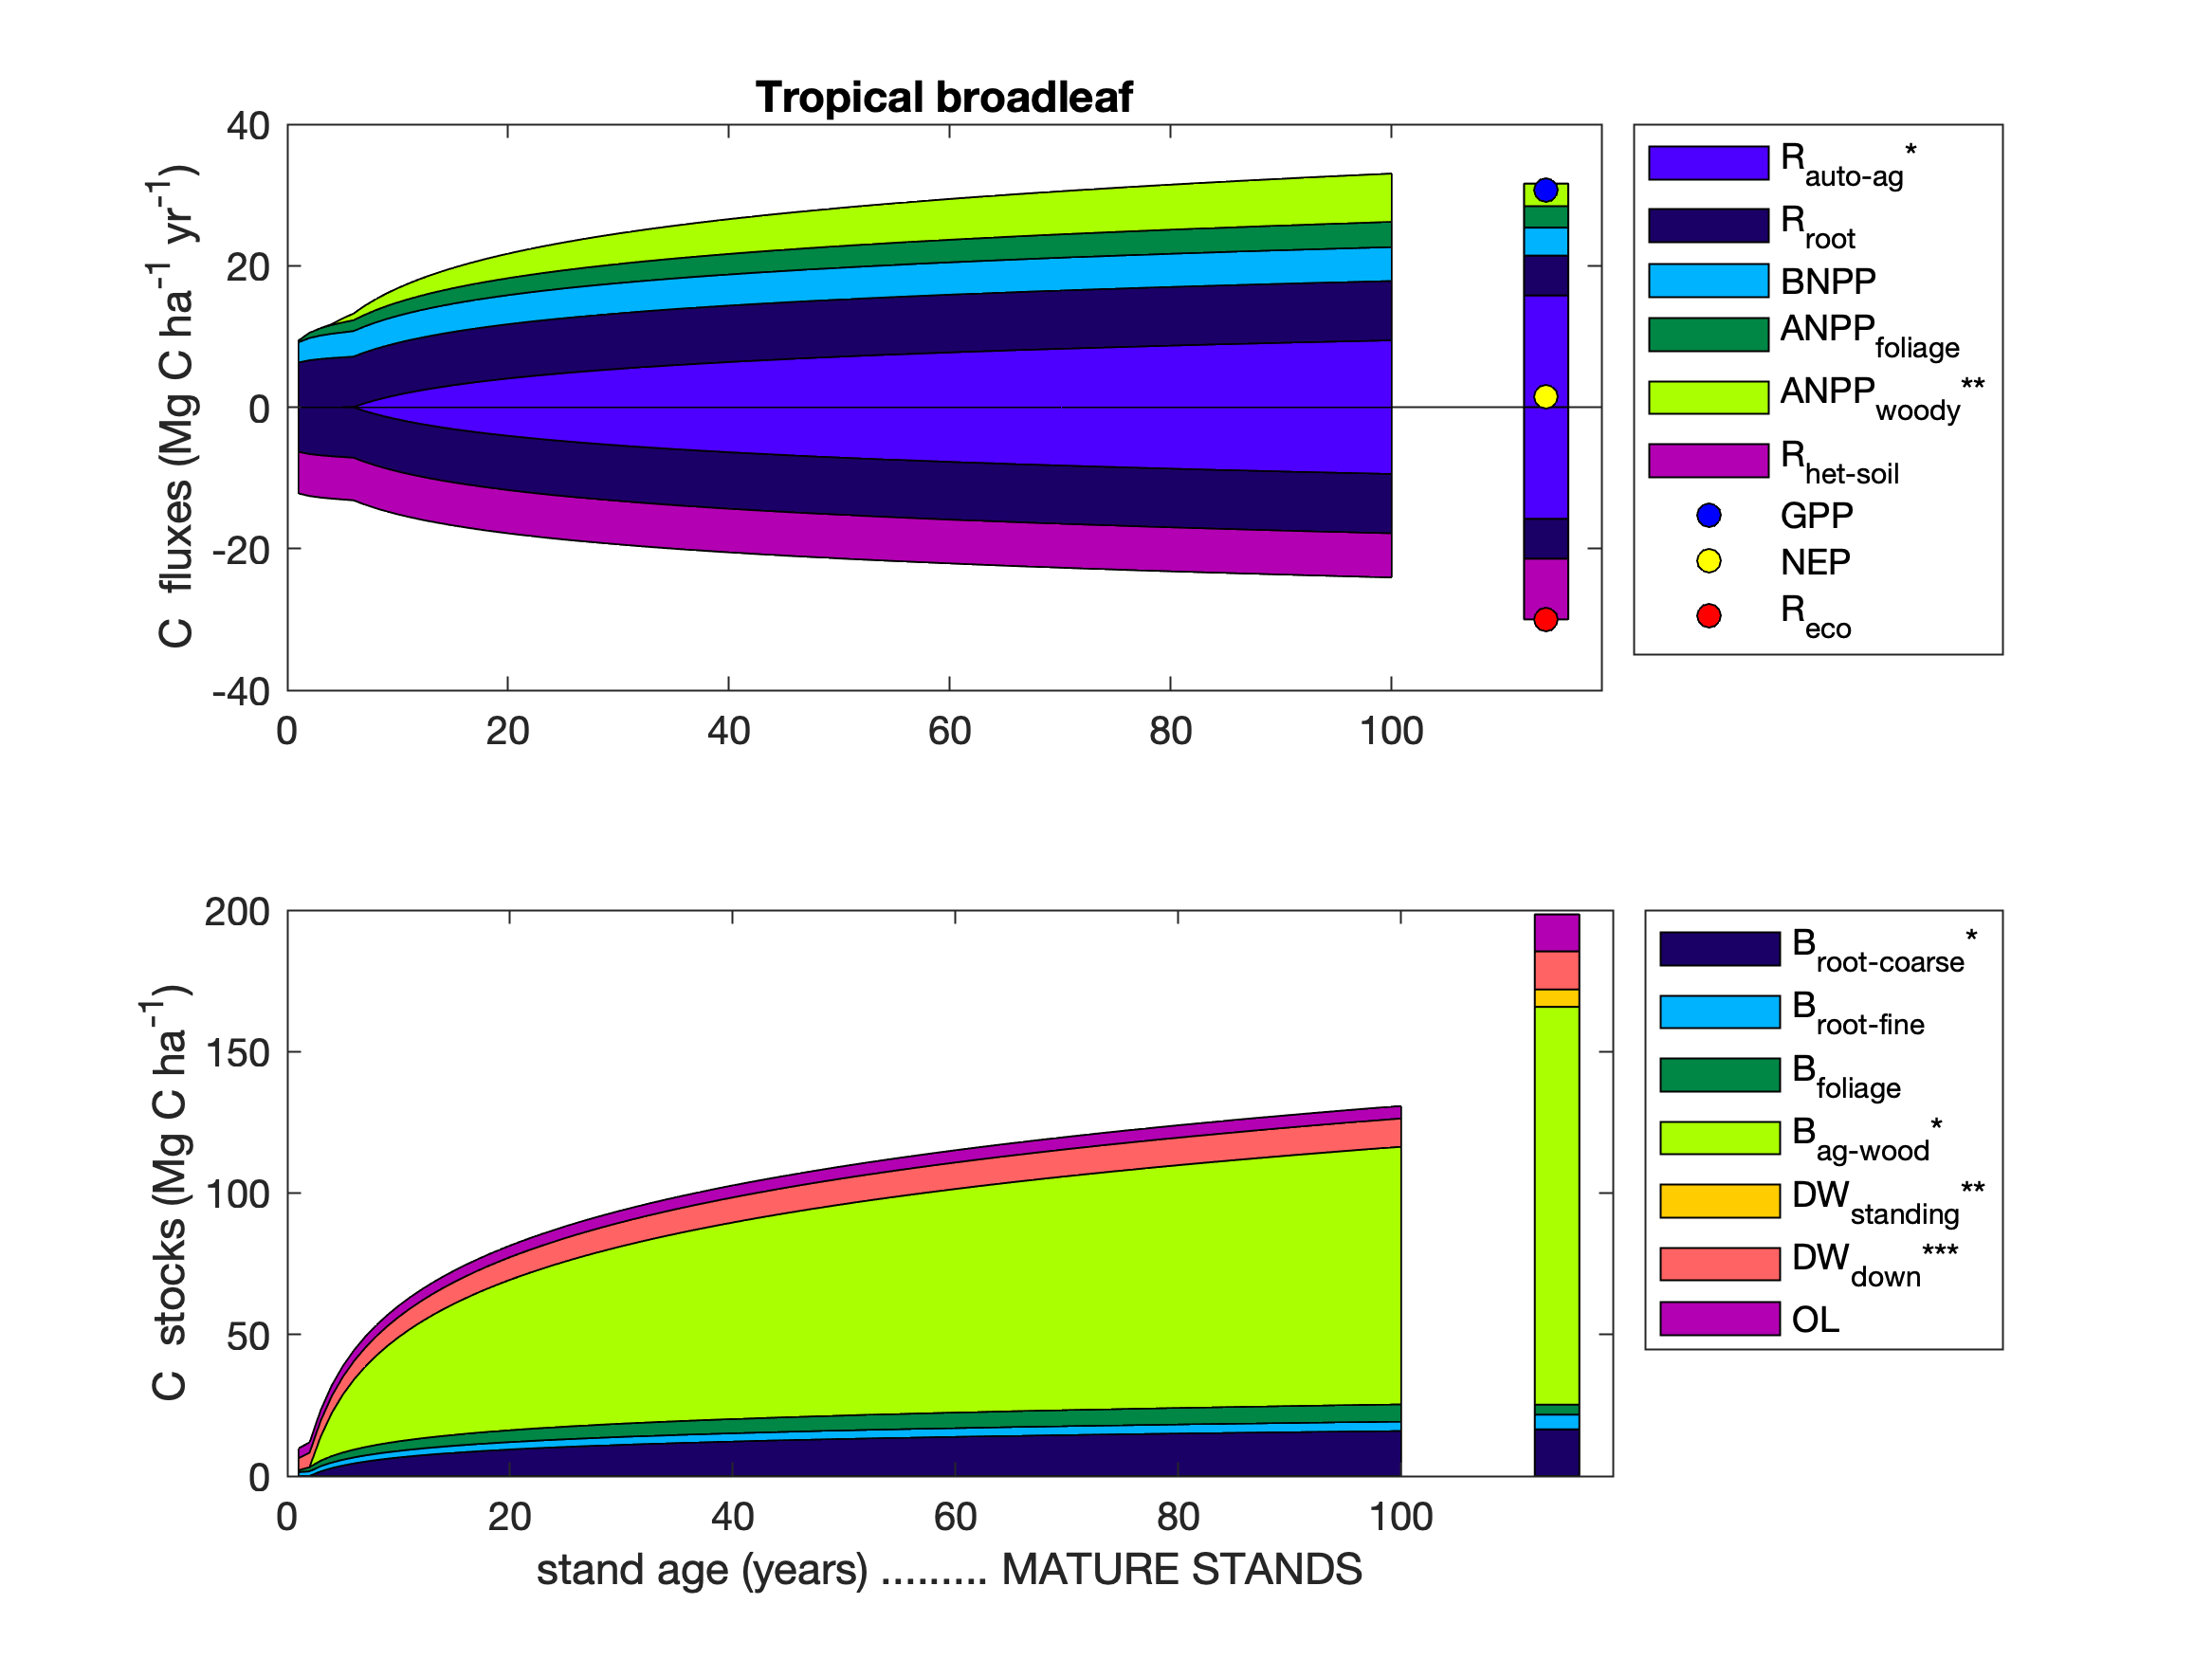 Tropical broadleaf
C fluxes (Mg C ha-1 yr-1)
40
20
0
-20
-40
0 20 40 60 80 100
Rauto-ag*
Rroot
BNPP
ANPPfoliage
ANPPwoody**
Rhet-soil
GPP
NEP
Reco
C stocks (Mg C ha-1)
200
150
100
50
0
0 20 40 60 80 100
stand age (years) ......... MATURE STANDS
Broot-coarse*
Broot-fine
Bfoliage
Bag-wood*
DWstanding**
DWdown***
OL